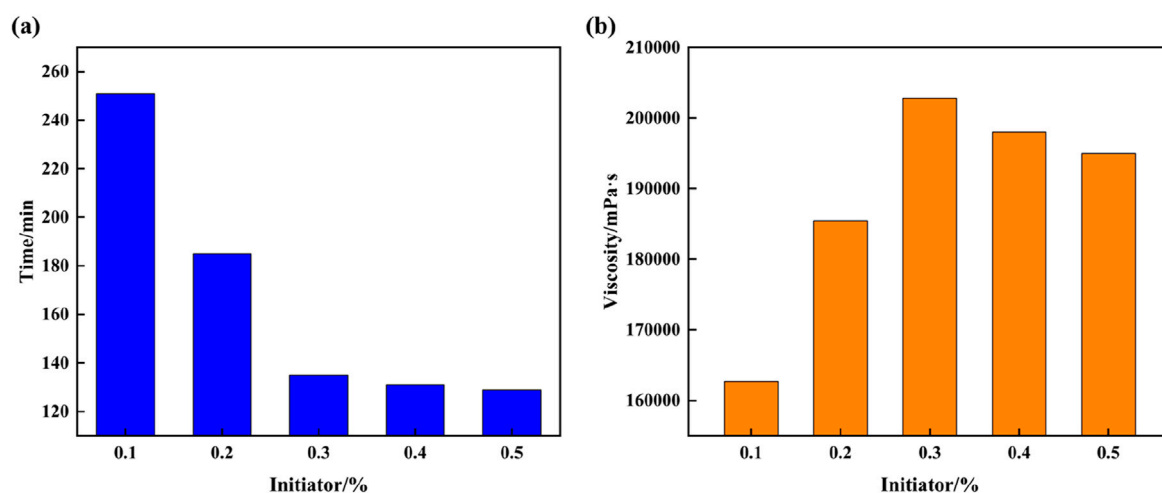 (a)
260
240
220
200
180
160
140
120
Time/min
0.1 0.2 0.3 0.4 0.5
Initiator/%
(b)
210000
200000
190000
180000
170000
160000
Viscosity/mPa·s
0.1 0.2 0.3 0.4 0.5
Initiator/%